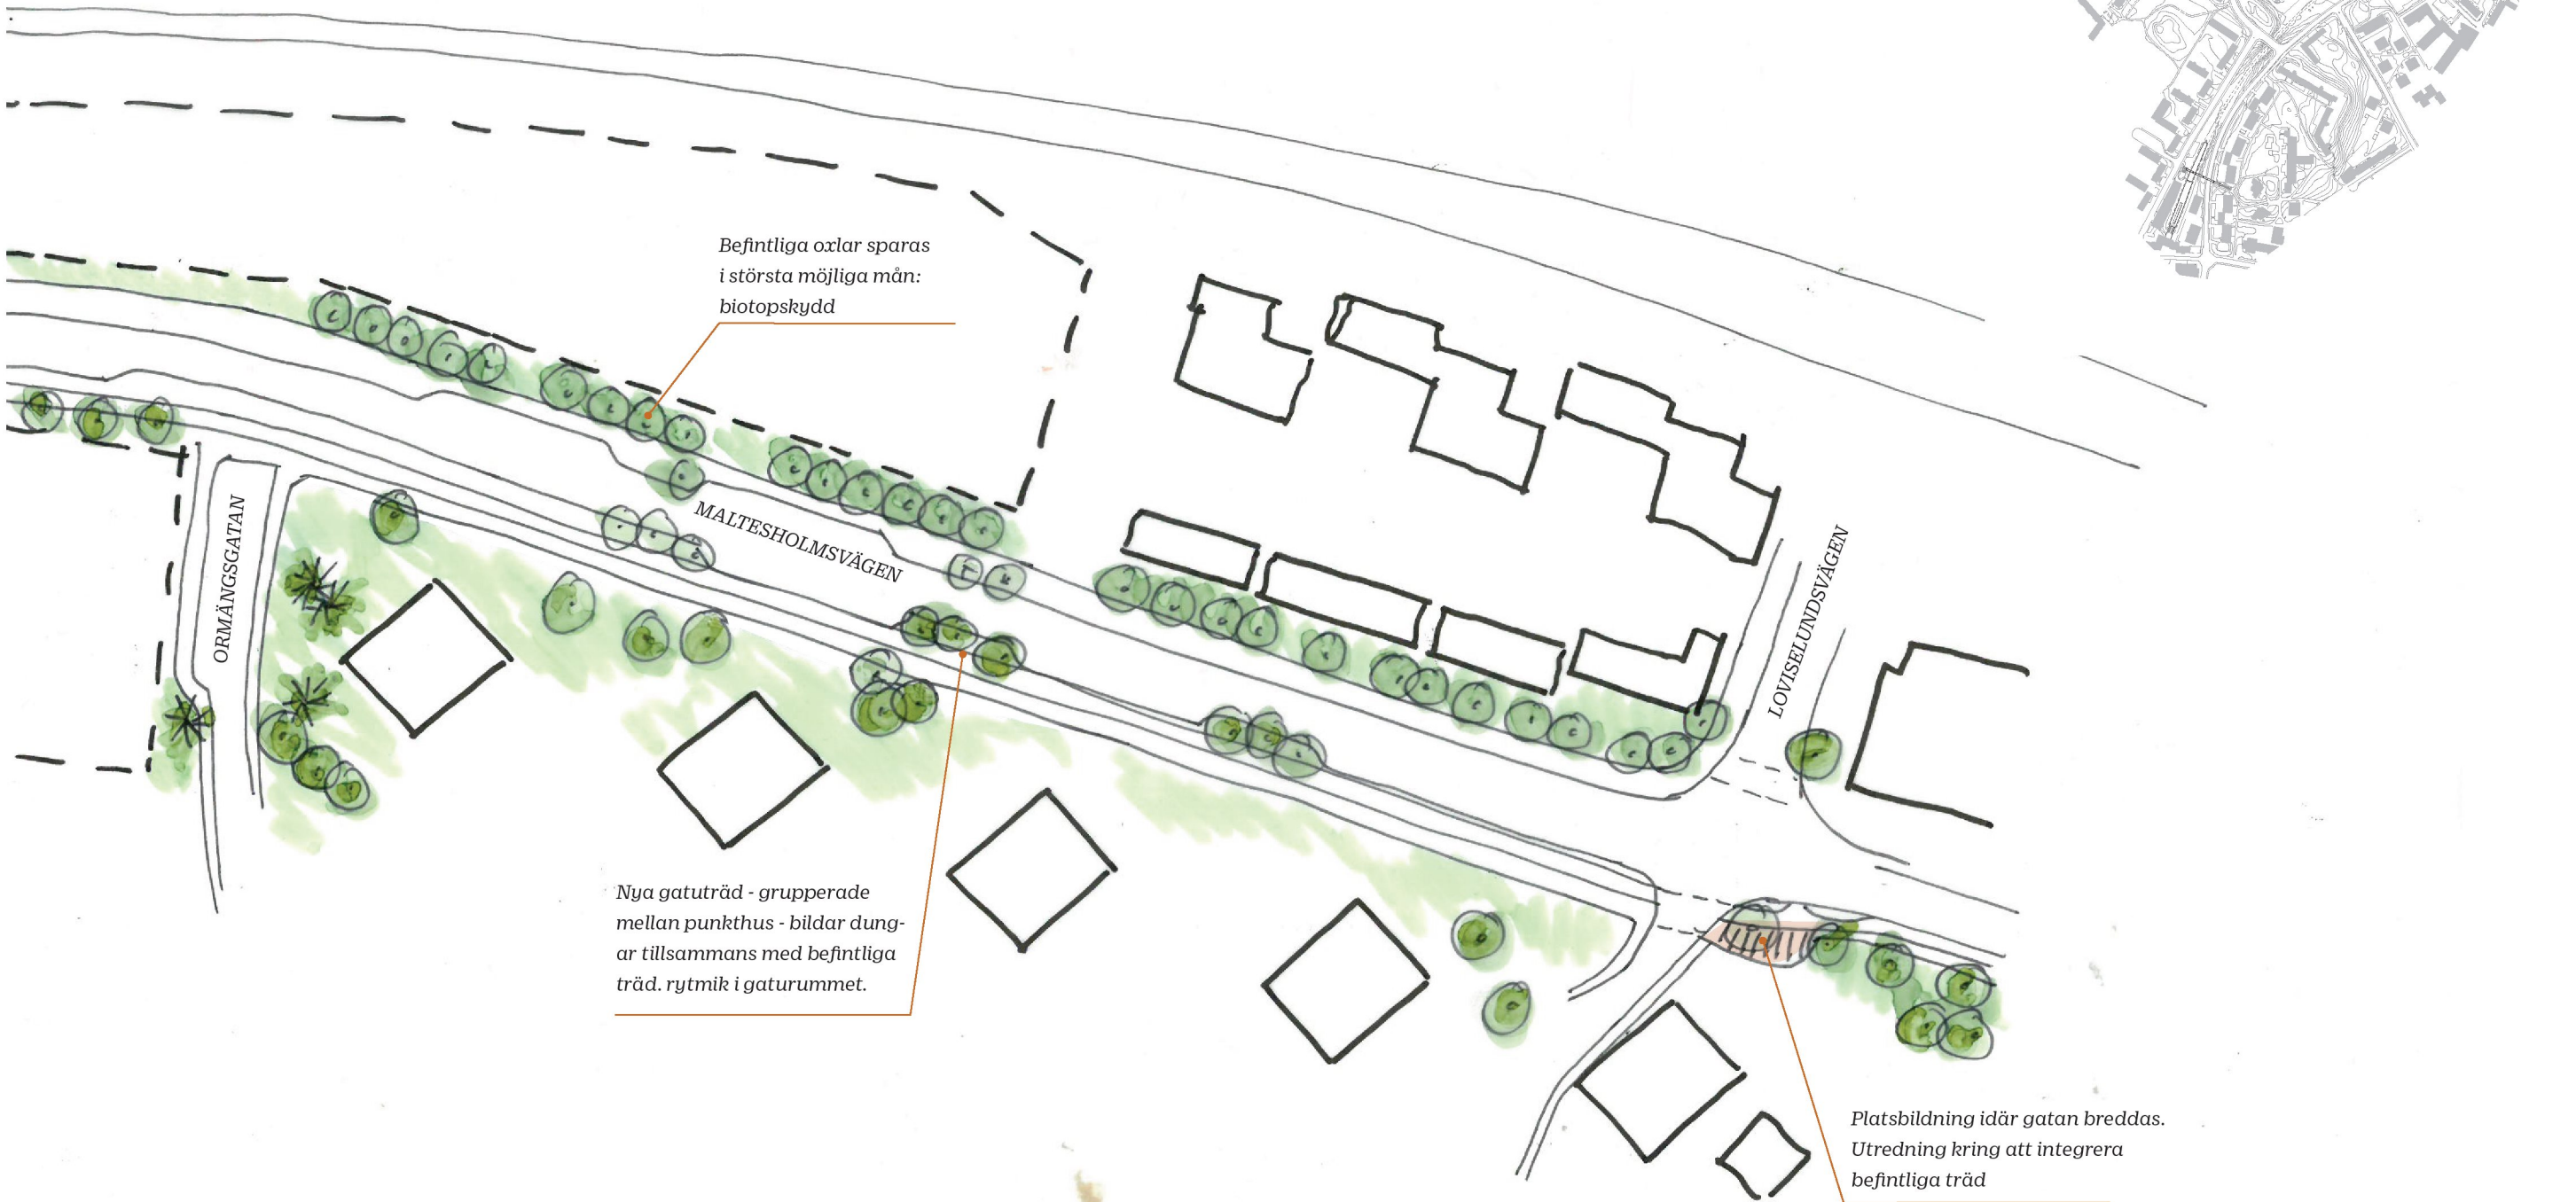 Befintliga oxlar sparas
i största möjliga mån:
biotopskydd
MALTESHOLMSVÄGEN
ORMÄNGSGATAN
LOVISELUNDSVÄGEN
Nya gatuträd - grupperade
mellan punkthus - bildar dung-
ar tillsammans med befintliga
träd. rytmik i gaturummet.
Platsbildning idär gatan breddas.
Utredning kring att integrera
befintliga träd